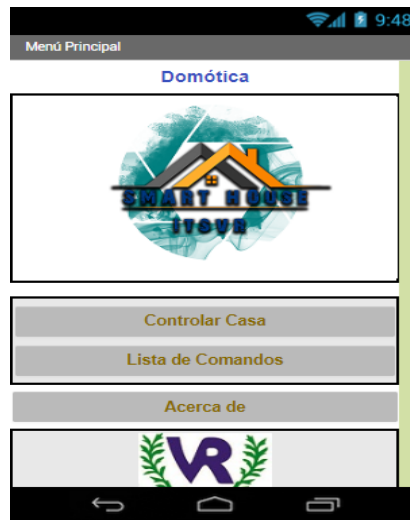 9:48
Menú Principal
Domótica
SMART HOUSE
ITSVR
Controlar Casa
Lista de Comandos
Acerca de
VR